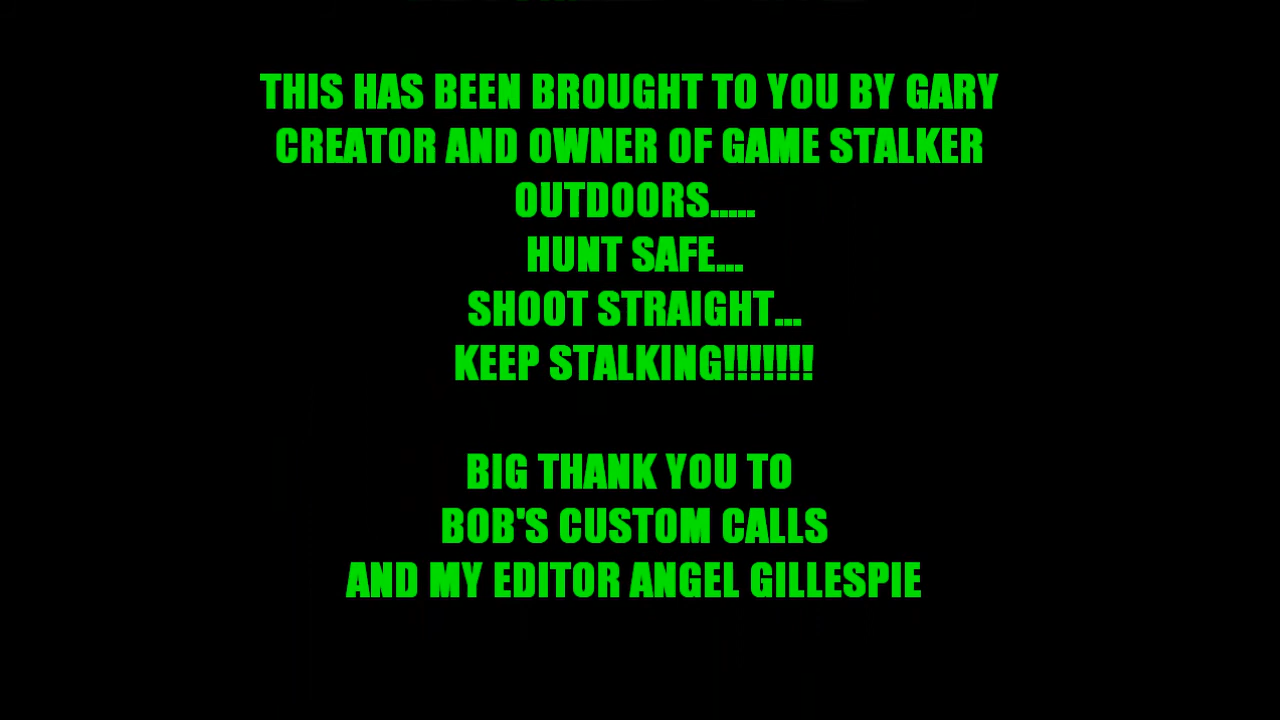 THIS HAS BEEN BROUGHT TO YOU BY GARY
CREATOR AND OWNER OF GAME STALKER
OUTDOORS.....
HUNT SAFE...
SHOOT STRAIGHT...
KEEP STALKING!!!!!!!
BIG THANK YOU TO
BOB'S CUSTOM CALLS
AND MY EDITOR ANGEL GILLESPIE